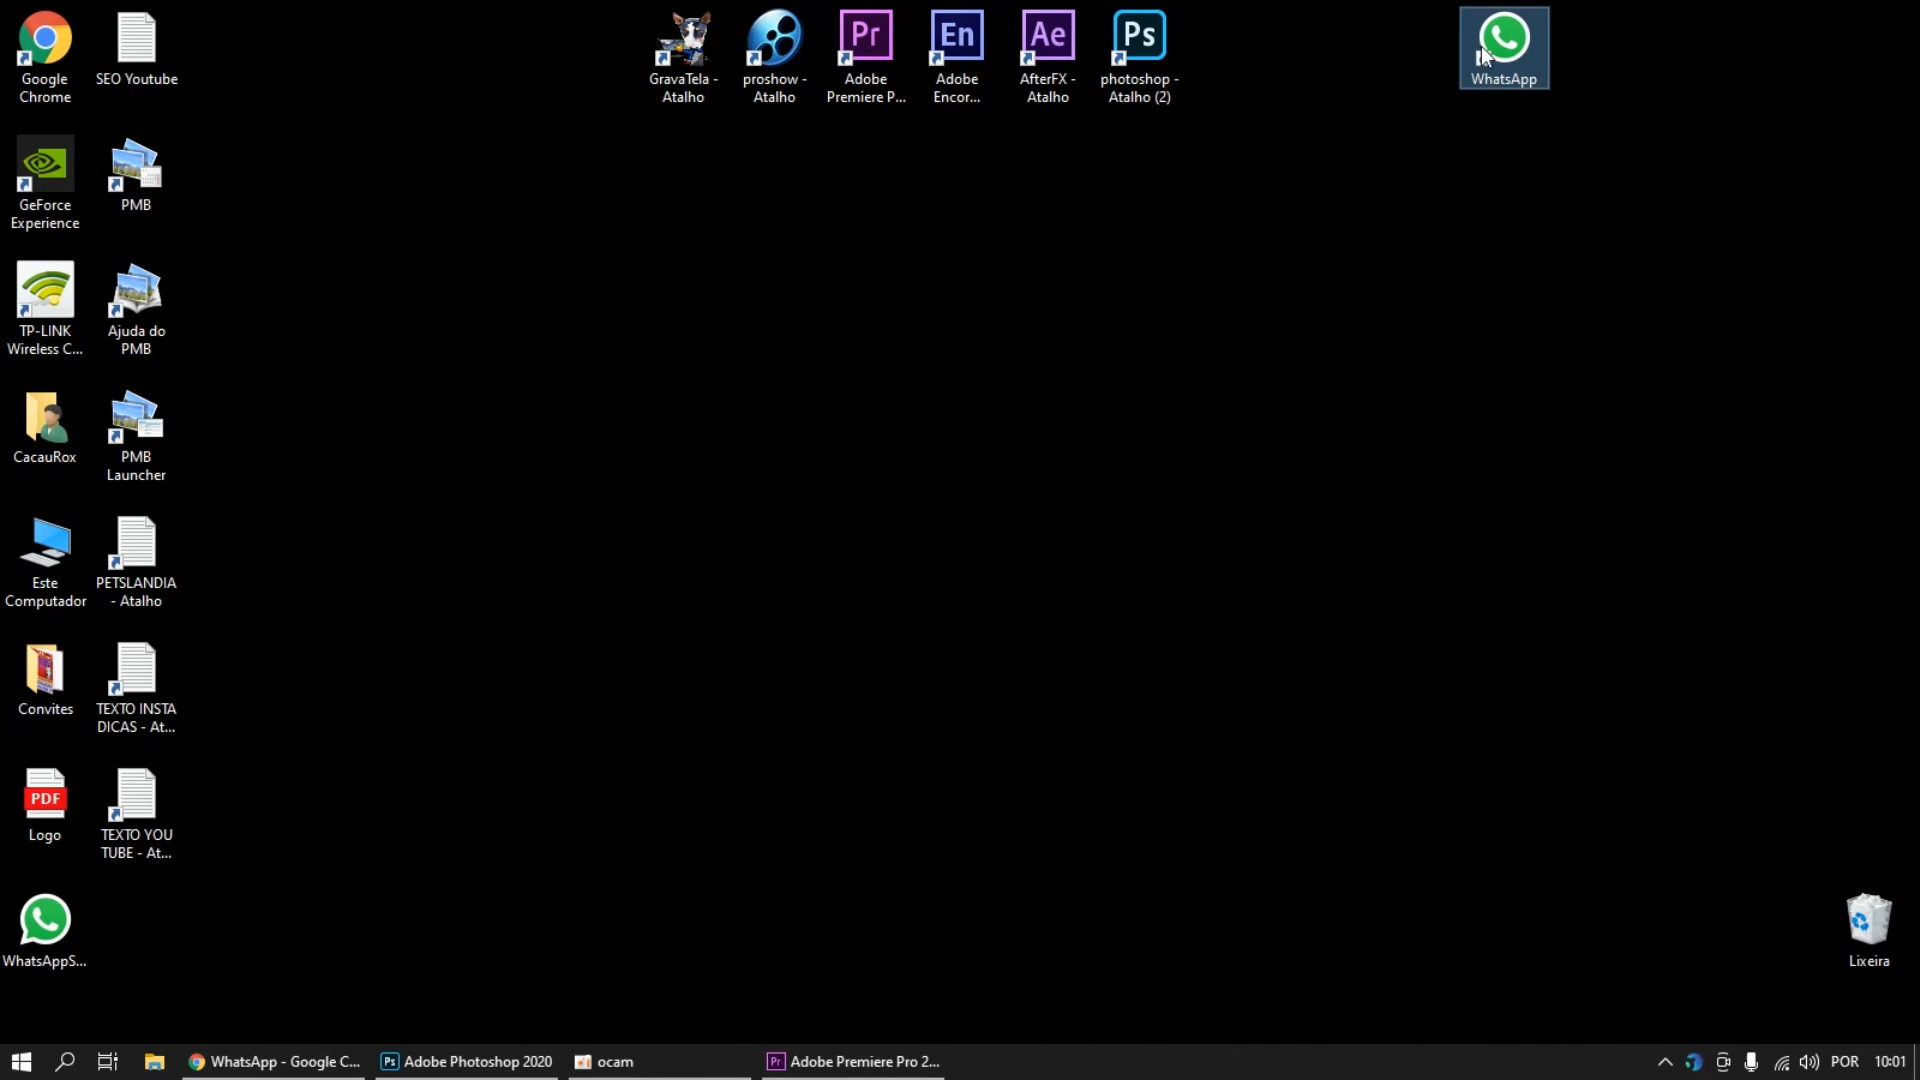 Google
Chrome
SEO Youtube
GravaTela -
Atalho
proshow -
Atalho
Pr
Adobe
Premiere P...
En
Adobe
Encor...
Ae
AfterFX -
Atalho
Ps
photoshop -
Atalho (2)
WhatsApp
GeForce
Experience
PMB
TP-LINK
Wireless C...
Ajuda do
PMB
CacauRox
PMB
Launcher
Este
Computador
PETSLANDIA
- Atalho
Convites
TEXTO INSTA
DICAS - At...
PDF
Logo
TEXTO YOU
TUBE - At...
WhatsAppS...
Lixeira
WhatsApp - Google C...
Ps
Adobe Photoshop 2020
ocam
Pr
Adobe Premiere Pro 2...
POR
10:01